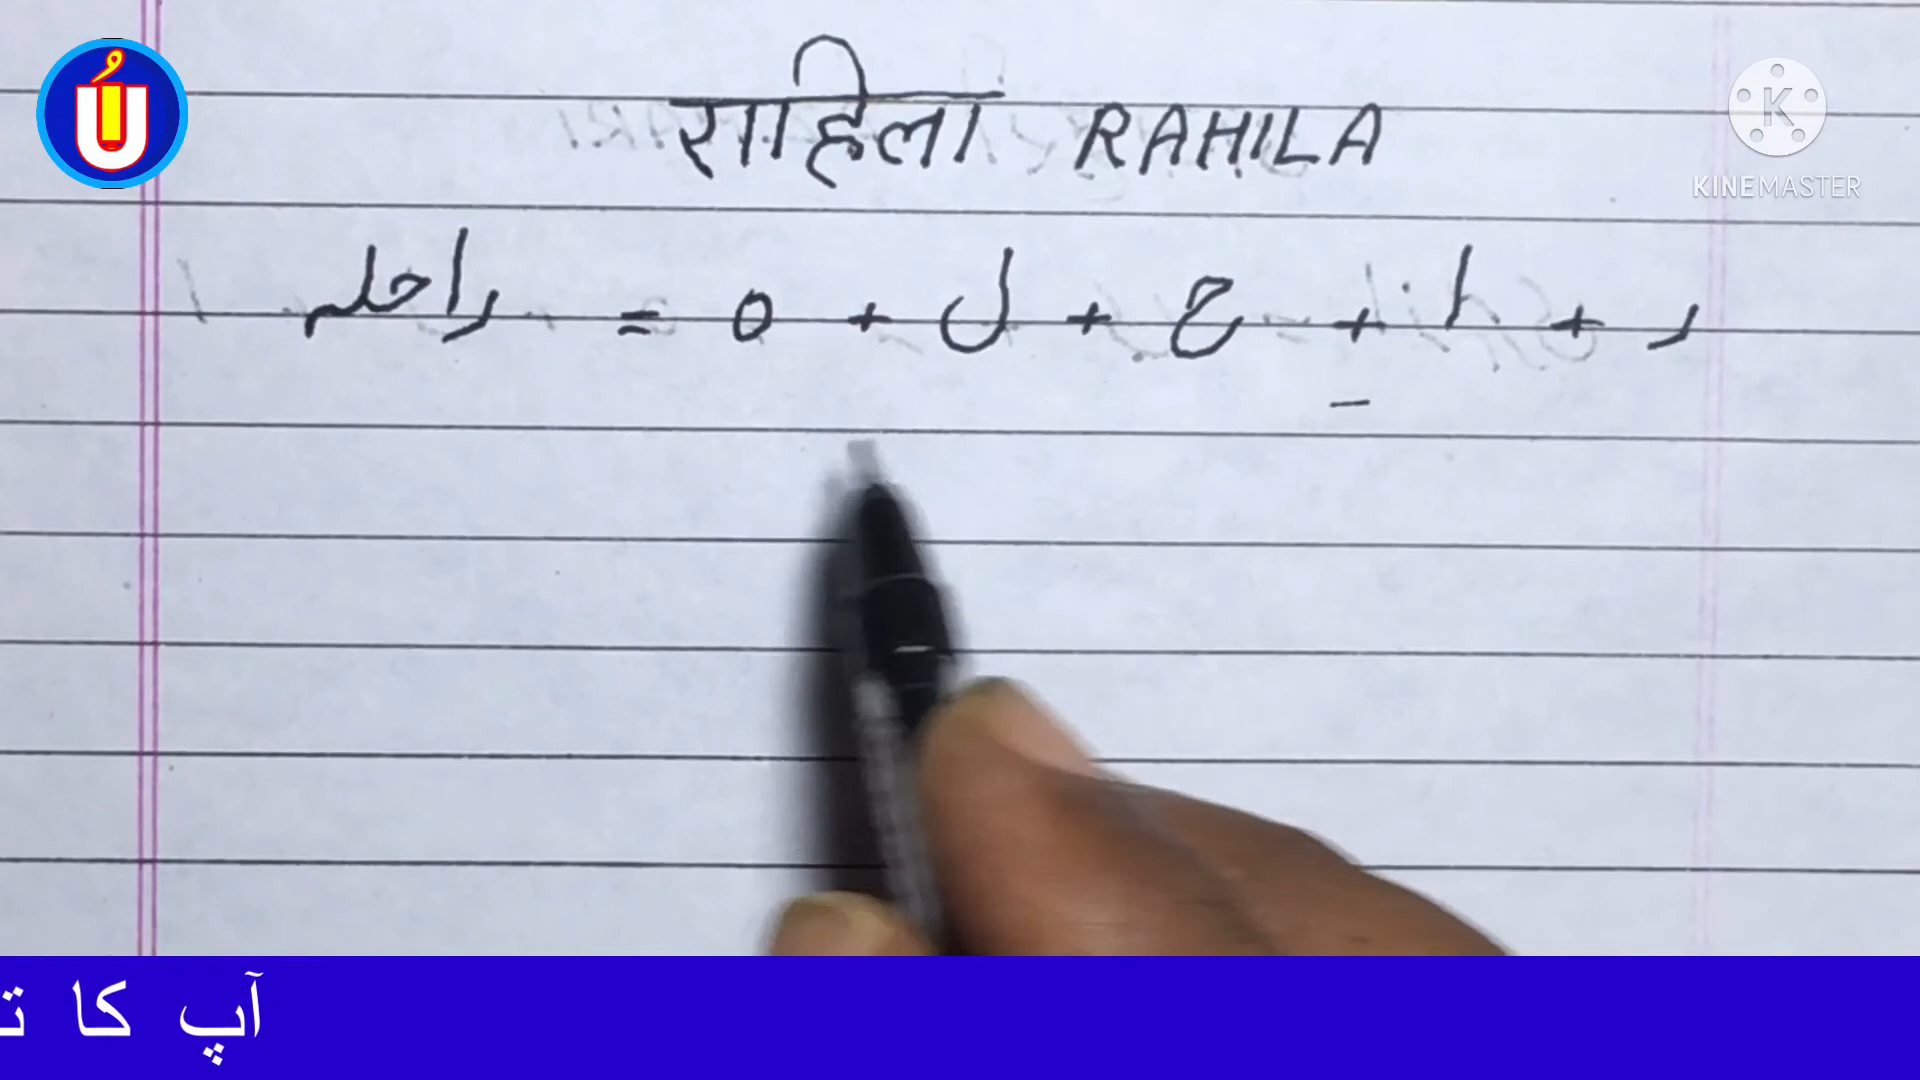 राहिला RAHILA
ر + ا + ح + ل + ہ = راحلہ
KINEMASTER
آپ کا ت